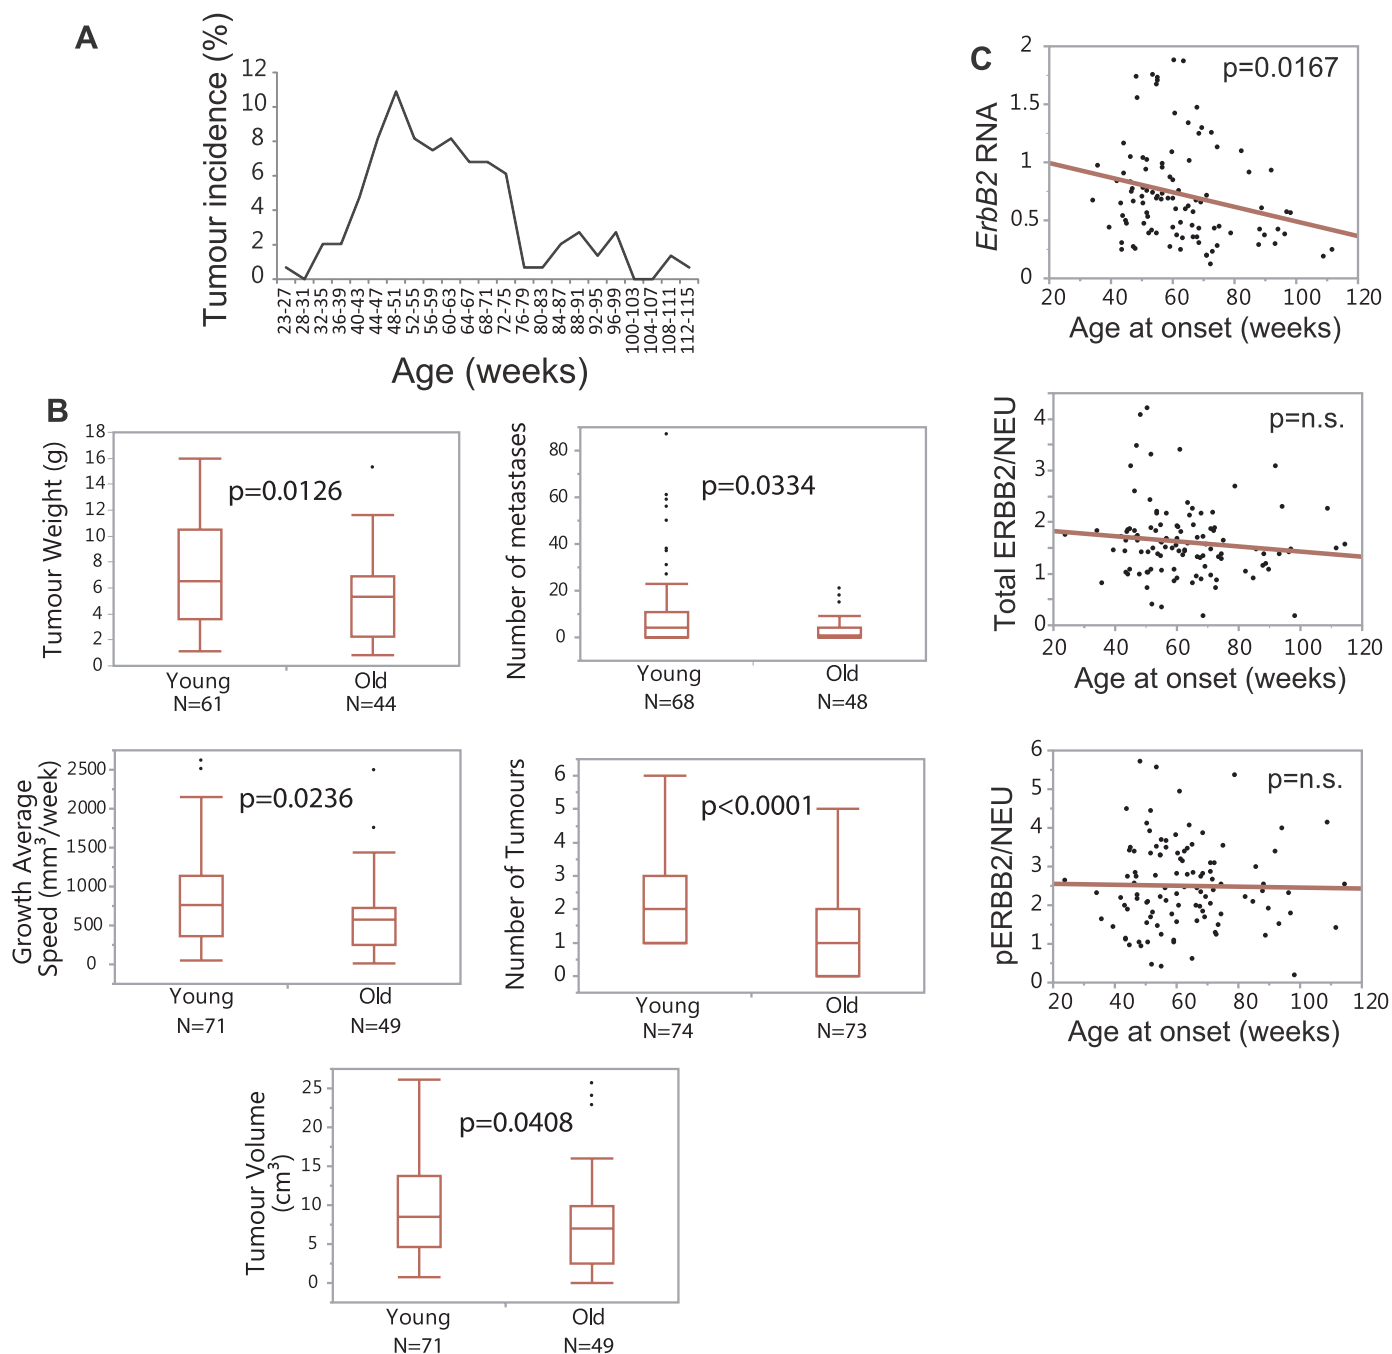 A
Tumour incidence (%)
12
10
8
6
4
2
0
23-27
28-31
32-35
36-39
40-43
44-47
48-51
52-55
56-59
60-63
64-67
68-71
72-75
76-79
80-83
84-87
88-91
92-95
96-99
100-103
104-107
108-111
112-115
Age (weeks)
B
Tumour Weight (g)
18
16
14
12
10
8
6
4
2
0
p=0.0126
Young
Old
N=61
N=44
Number of metastases
80
60
40
20
0
p=0.0334
Young
Old
N=68
N=48
Growth Average
Speed (mm³/week)
2500
2000
1500
1000
500
0
p=0.0236
Young
Old
N=71
N=49
Number of Tumours
6
5
4
3
2
1
0
p<0.0001
Young
Old
N=74
N=73
Tumour Volume
(cm³)
25
20
15
10
5
0
p=0.0408
Young
Old
N=71
N=49
C
ErbB2 RNA
2
1.5
1
0.5
0
p=0.0167
20 40 60 80 100 120
Age at onset (weeks)
Total ERBB2/NEU
4
3
2
1
0
p=n.s.
20 40 60 80 100 120
Age at onset (weeks)
pERBB2/NEU
6
5
4
3
2
1
0
p=n.s.
20 40 60 80 100 120
Age at onset (weeks)